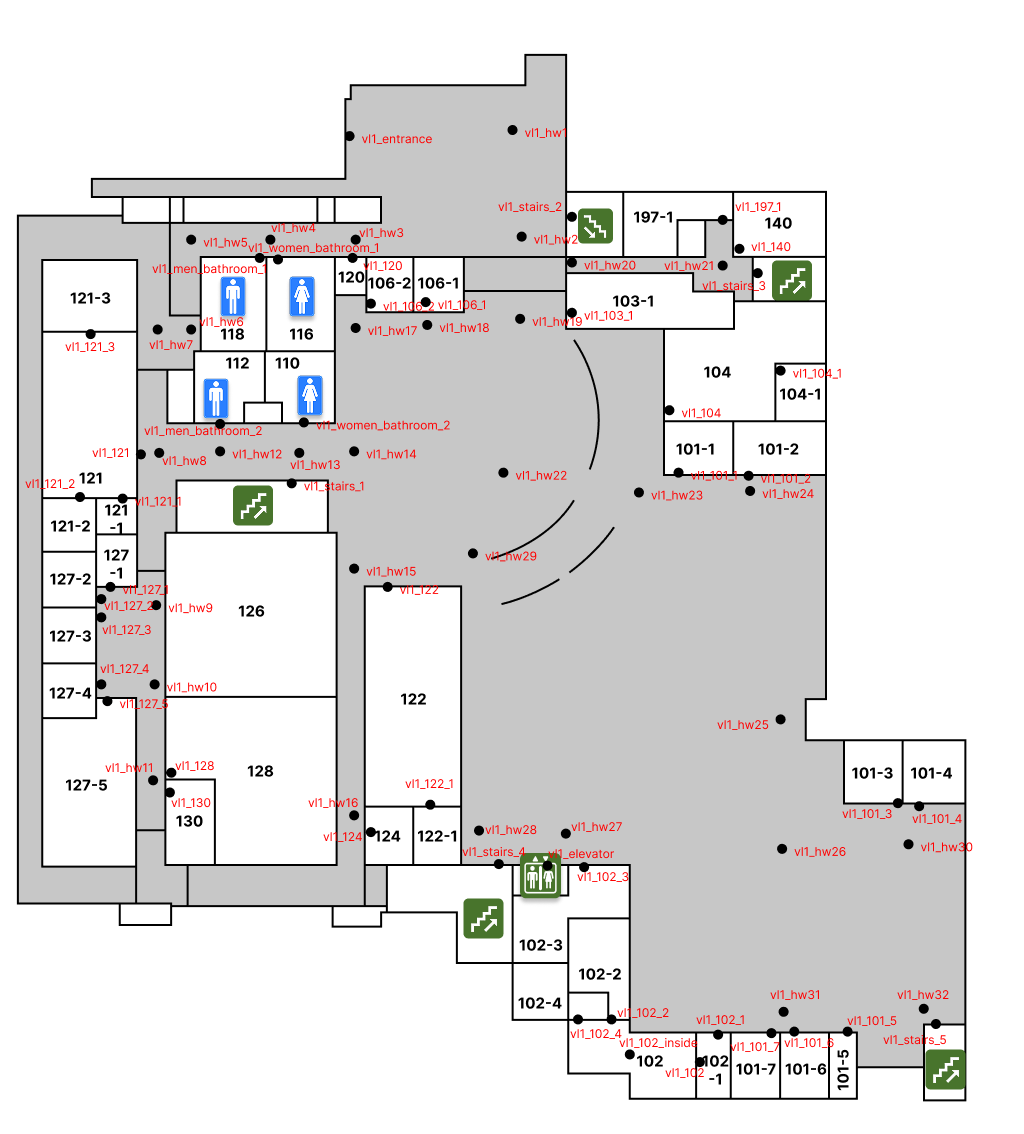 vl1_entrance
vl1_hw1
vl1_stairs_2
vl1_197_1
197-1
140
vl1_hw4
vl1_hw3
vl1_hw5
vl1_hw2
vl1_women_bathroom_1
vl1_140
vl1_men_bathroom_1
vl1_120
vl1_hw20
vl1_hw21
120
106-2
106-1
vl1_stairs_3
121-3
103-1
vl1_106_2
vl1_106_1
vl1_103_1
vl1_hw6
vl1_hw7
118
116
vl1_hw17
vl1_hw18
vl1_hw19
vl1_121_3
112
110
104
vl1_104_1
104-1
vl1_104
vl1_men_bathroom_2
vl1_women_bathroom_2
vl1_121
vl1_hw8
vl1_hw12
vl1_hw13
vl1_hw14
101-1
101-2
121
vl1_hw22
vl1_101_1
vl1_101_2
vl1_121_2
vl1_stairs_1
vl1_hw23
vl1_hw24
vl1_121_1
121-2
121
-1
127
-1
vl1_hw29
127-2
vl1_hw15
vl1_127_1
vl1_122
vl1_127_2
vl1_hw9
126
vl1_127_3
127-3
vl1_127_4
127-4
vl1_hw10
122
vl1_127_5
vl1_hw25
vl1_hw11
vl1_128
128
127-5
101-3
101-4
vl1_122_1
vl1_130
vl1_hw16
130
vl1_101_3
vl1_101_4
vl1_124
124
122-1
vl1_hw28
vl1_hw27
vl1_stairs_4
vl1_elevator
vl1_hw26
vl1_hw30
vl1_102_3
102-3
102-2
102-4
vl1_hw31
vl1_hw32
vl1_102_2
vl1_102_1
vl1_101_5
vl1_102_4
vl1_102_inside
vl1_101_7
vl1_101_6
vl1_stairs_5
102
102
-1
vl1_102
101-7
101-6
101-5